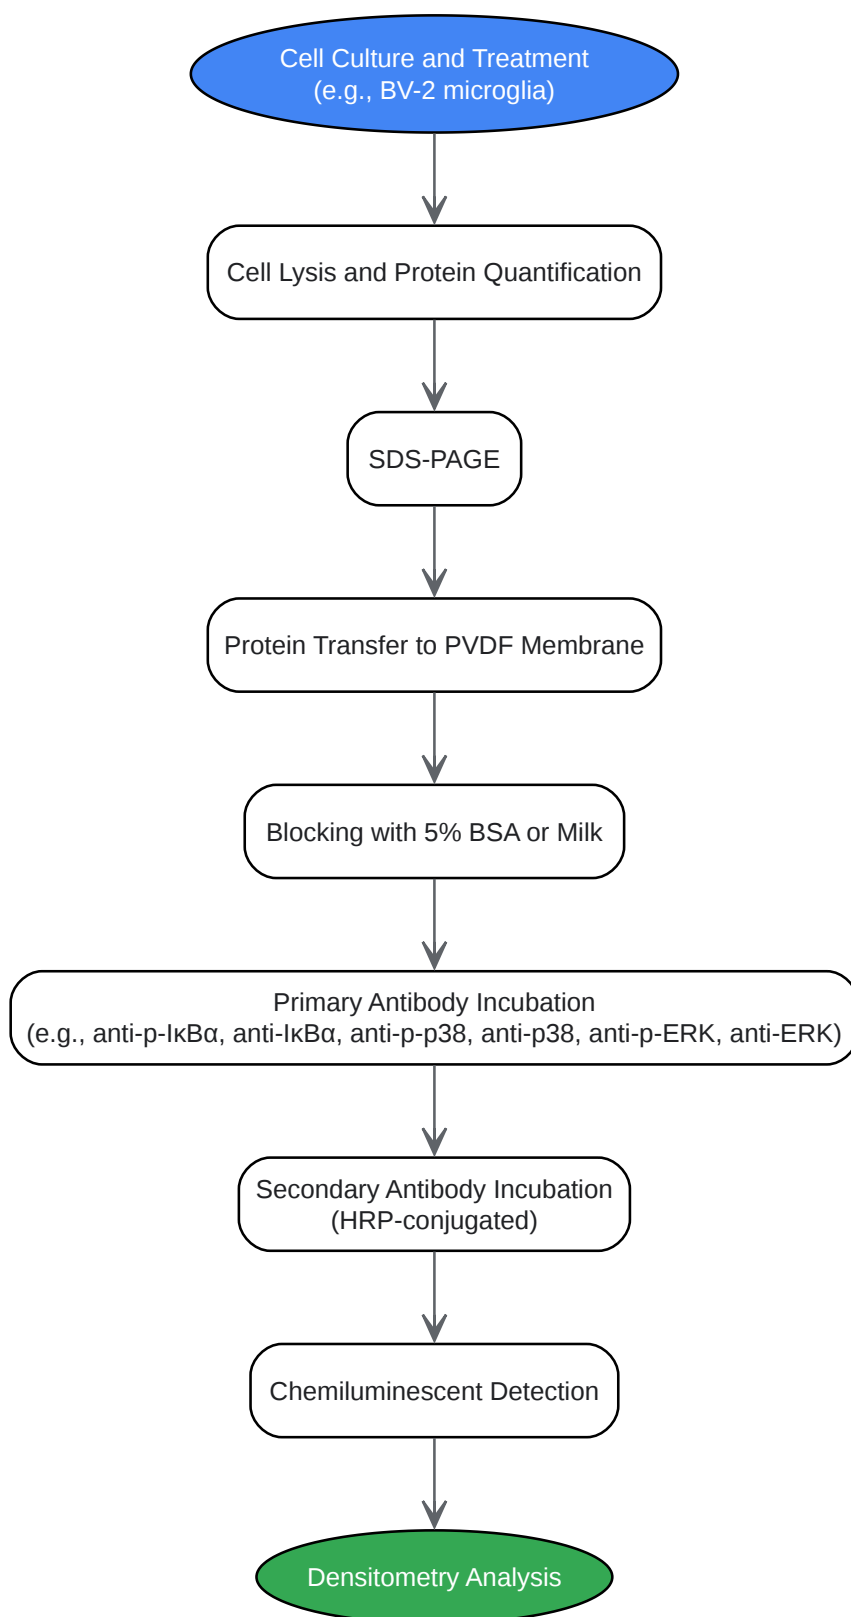 Cell Culture and Treatment
(e.g., BV-2 microglia)
Cell Lysis and Protein Quantification
SDS-PAGE
Protein Transfer to PVDF Membrane
Blocking with 5% BSA or Milk
Primary Antibody Incubation
(e.g., anti-p-IκBα, anti-IκBα, anti-p-p38, anti-p38, anti-p-ERK, anti-ERK)
Secondary Antibody Incubation
(HRP-conjugated)
Chemiluminescent Detection
Densitometry Analysis